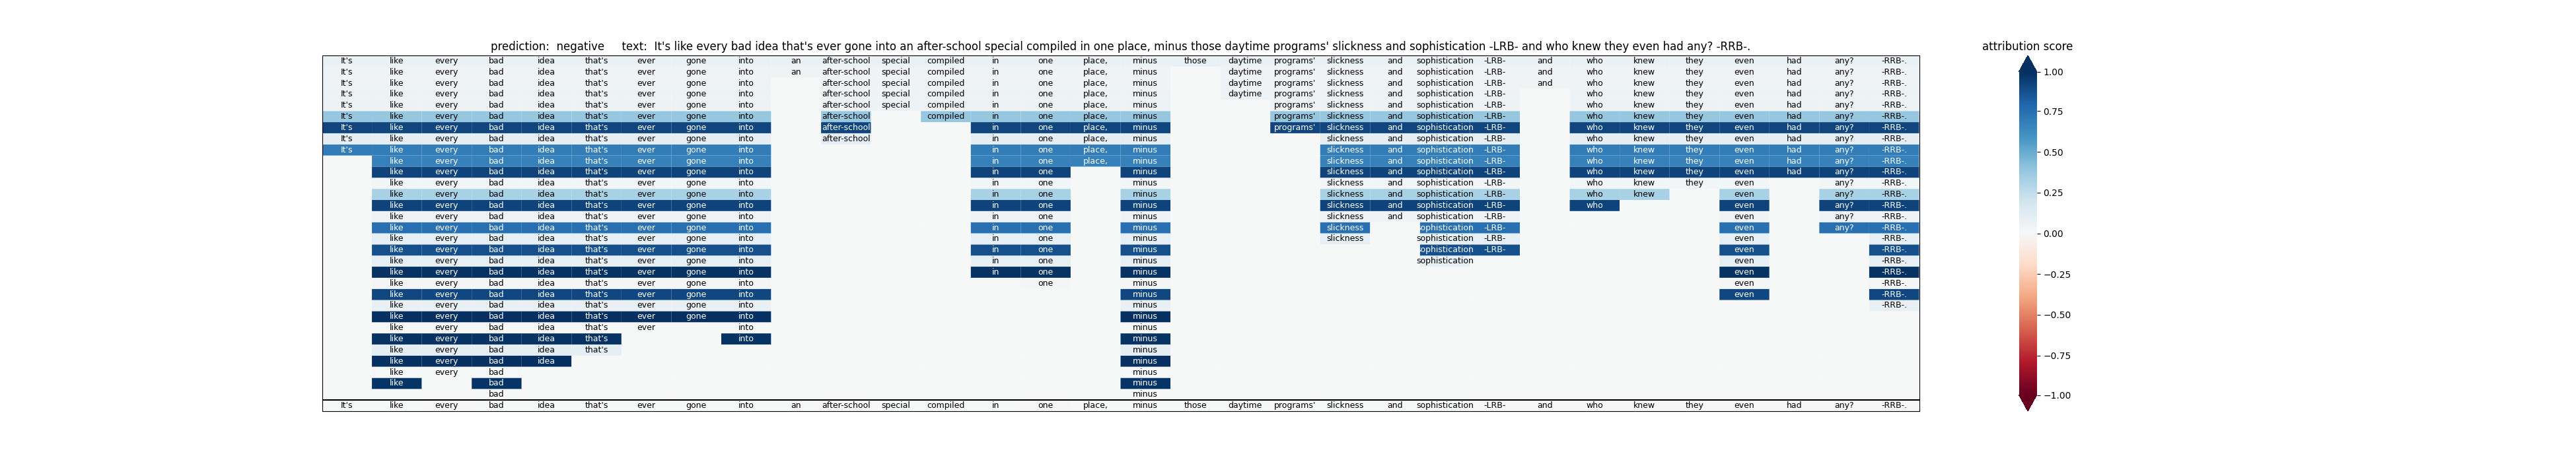 prediction: negative text: It's like every bad idea that's ever gone into an after-school special compiled in one place, minus those daytime programs' slickness and sophistication -LRB- and who knew they even had any? -RRB-.
It's like every bad idea that's ever gone into an after-school special compiled in one place, minus those daytime programs' slickness and sophistication -LRB- and who knew they even had any? -RRB-.
It's like every bad idea that's ever gone into an after-school special compiled in one place, minus daytime programs' slickness and sophistication -LRB- and who knew they even had any? -RRB-.
It's like every bad idea that's ever gone into after-school special compiled in one place, minus daytime programs' slickness and sophistication -LRB- and who knew they even had any? -RRB-.
It's like every bad idea that's ever gone into after-school special compiled in one place, minus daytime programs' slickness and sophistication -LRB- who knew they even had any? -RRB-.
It's like every bad idea that's ever gone into after-school special compiled in one place, minus programs' slickness and sophistication -LRB- who knew they even had any? -RRB-.
It's like every bad idea that's ever gone into after-school compiled in one place, minus programs' slickness and sophistication -LRB- who knew they even had any? -RRB-.
It's like every bad idea that's ever gone into after-school in one place, minus programs' slickness and sophistication -LRB- who knew they even had any? -RRB-.
It's like every bad idea that's ever gone into after-school in one place, minus slickness and sophistication -LRB- who knew they even had any? -RRB-.
It's like every bad idea that's ever gone into in one place, minus slickness and sophistication -LRB- who knew they even had any? -RRB-.
like every bad idea that's ever gone into in one place, minus slickness and sophistication -LRB- who knew they even had any? -RRB-.
like every bad idea that's ever gone into in one minus slickness and sophistication -LRB- who knew they even had any? -RRB-.
like every bad idea that's ever gone into in one minus slickness and sophistication -LRB- who knew they even any? -RRB-.
like every bad idea that's ever gone into in one minus slickness and sophistication -LRB- who knew even any? -RRB-.
like every bad idea that's ever gone into in one minus slickness and sophistication -LRB- who even any? -RRB-.
like every bad idea that's ever gone into in one minus slickness and sophistication -LRB- even any? -RRB-.
like every bad idea that's ever gone into in one minus slickness sophistication -LRB- even any? -RRB-.
like every bad idea that's ever gone into in one minus slickness sophistication -LRB- even -RRB-.
like every bad idea that's ever gone into in one minus sophistication -LRB- even -RRB-.
like every bad idea that's ever gone into in one minus sophistication even -RRB-.
like every bad idea that's ever gone into in one minus even -RRB-.
like every bad idea that's ever gone into one minus even -RRB-.
like every bad idea that's ever gone into minus even -RRB-.
like every bad idea that's ever gone into minus -RRB-.
like every bad idea that's ever gone into minus
like every bad idea that's ever into minus
like every bad idea that's into minus
like every bad idea that's minus
like every bad idea minus
like every bad minus
like bad minus
bad minus
It's like every bad idea that's ever gone into an after-school special compiled in one place, minus those daytime programs' slickness and sophistication -LRB- and who knew they even had any? -RRB-.
attribution score
1.00
0.75
0.50
0.25
0.00
−0.25
−0.50
−0.75
−1.00